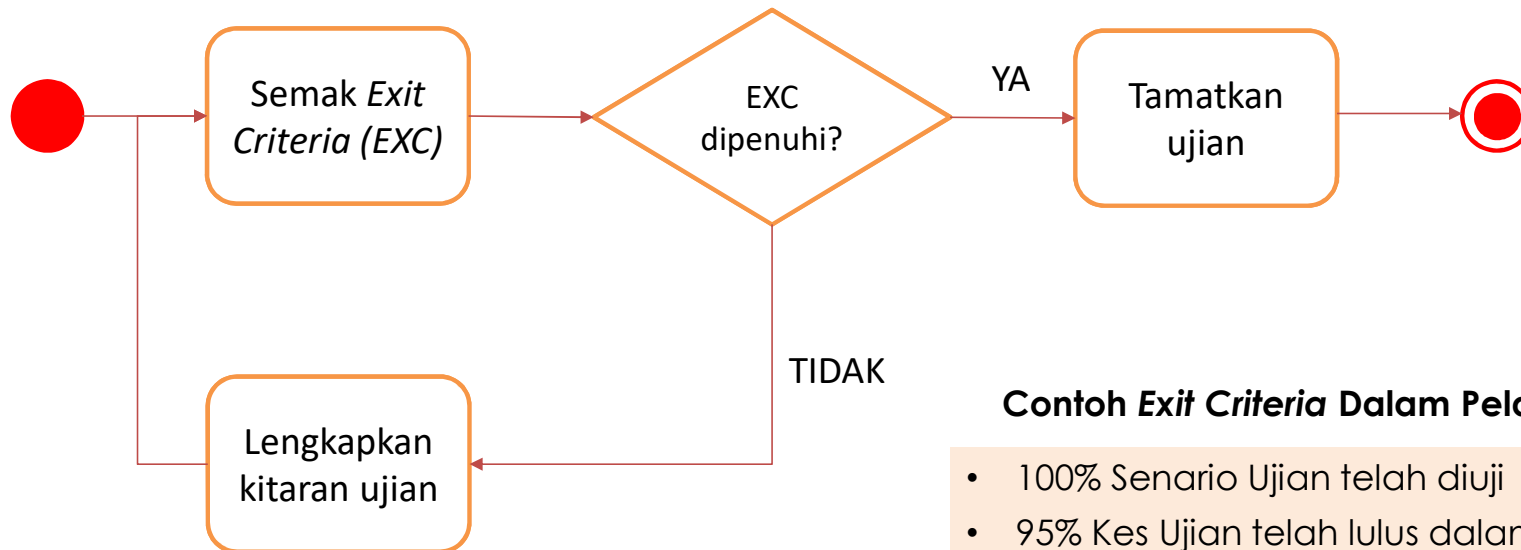 Semak Exit
Criteria (EXC)
EXC
dipenuhi?
YA
Tamatkan
ujian
TIDAK
Lengkapkan
kitaran ujian
Contoh Exit Criteria Dalam
• 100% Senario Ujian telah diuji
• 95% Kes Ujian telah lulus